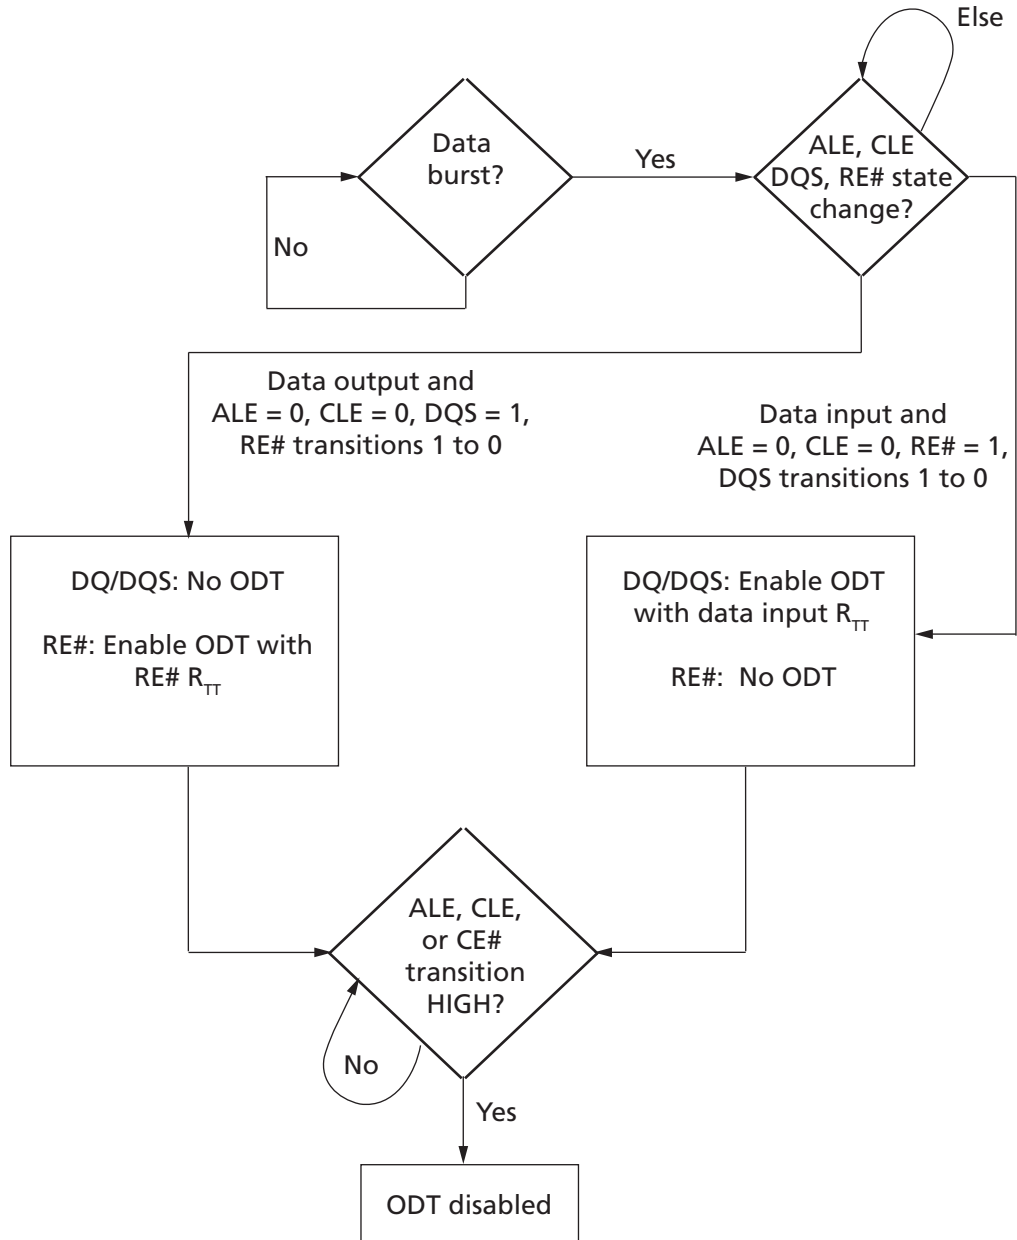 Else
Data
burst?
Yes
ALE, CLE
DQS, RE# state
change?
No
Data output and
ALE = 0, CLE = 0, DQS = 1,
RE# transitions 1 to 0
Data input and
ALE = 0, CLE = 0, RE# = 1,
DQS transitions 1 to 0
DQ/DQS: No ODT
RE#: Enable ODT with
RE# RTT
DQ/DQS: Enable ODT
with data input RTT
RE#: No ODT
ALE, CLE,
or CE#
transition
HIGH?
No
Yes
ODT disabled